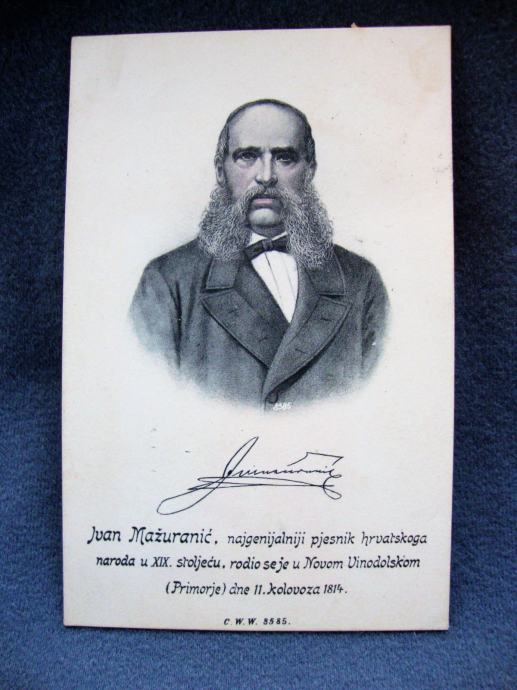 8585
Ivan Mažuranić, najgenijalniji pjesnik hrvatskoga
naroda u XIX. stoljeću, rodio se je u Novom Vinodolskom
(Primorje) dne 11. kolovoza 1814.
C. W. W. 8585.